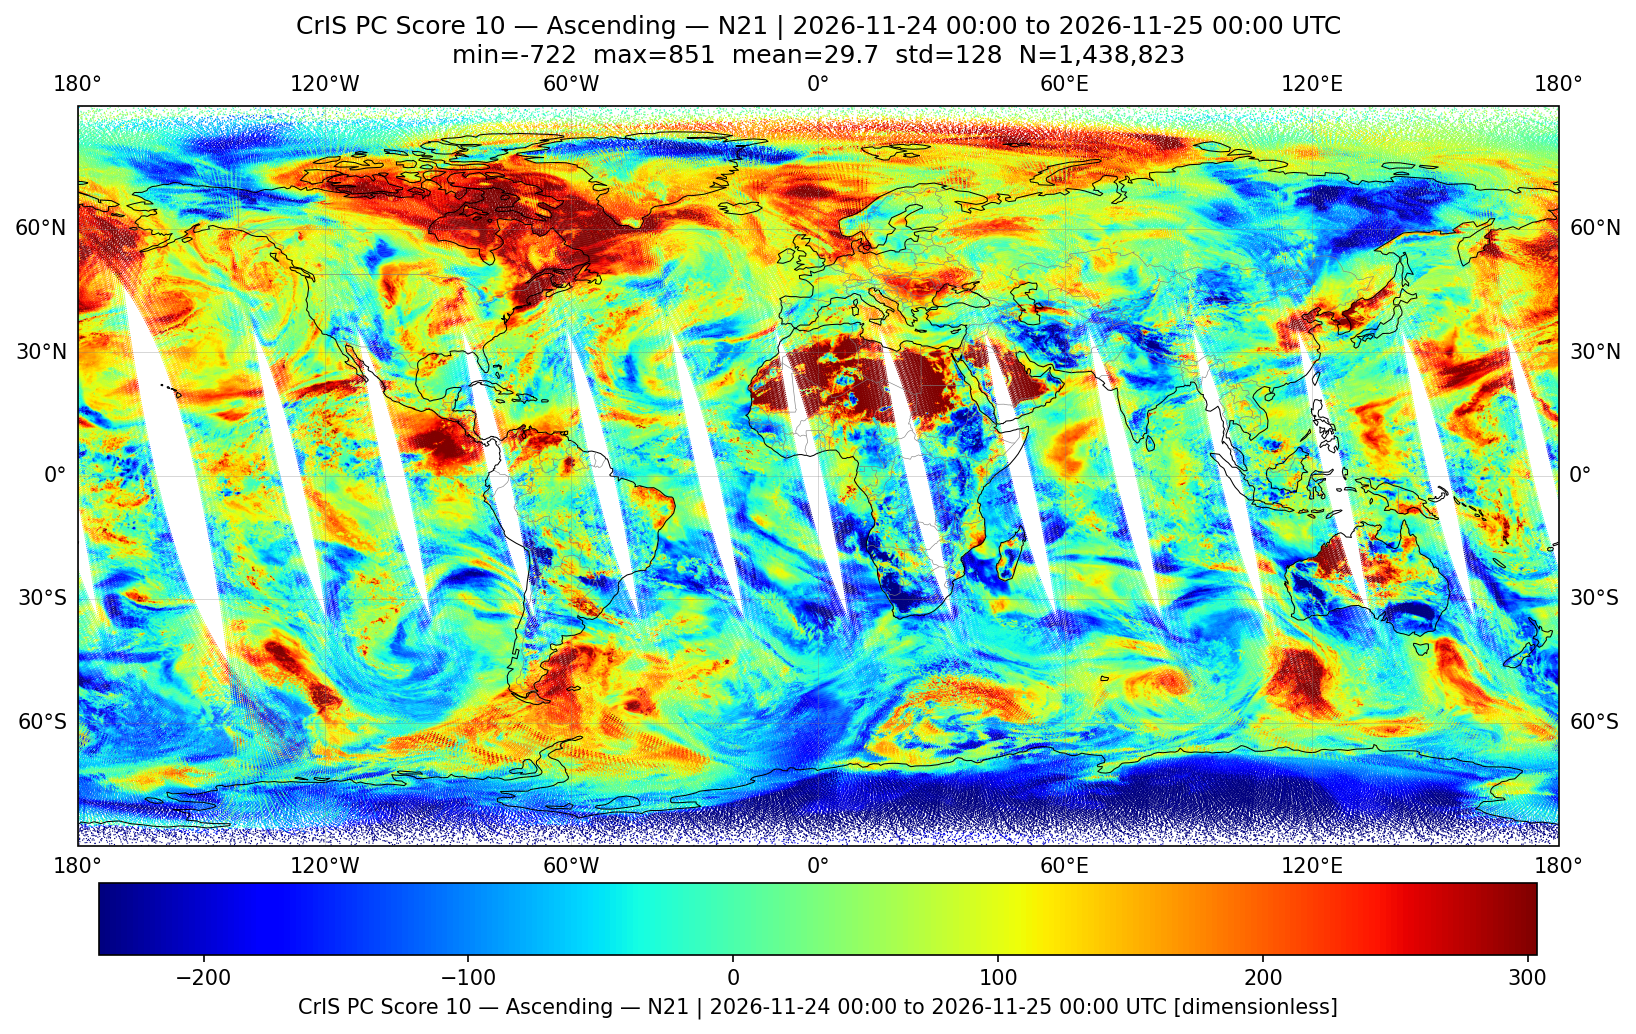 CrIS PC Score 10 — Ascending — N21 | 2026-11-24 00:00 to 2026-11-25 00:00 UTC
min=-722  max=851  mean=29.7  std=128  N=1,438,823
180° 120°W 60°W 0° 60°E 120°E 180°
60°N 60°N
30°N 30°N
0° 0°
30°S 30°S
60°S 60°S
180° 120°W 60°W 0° 60°E 120°E 180°
−200 −100 0 100 200 300
CrIS PC Score 10 — Ascending — N21 | 2026-11-24 00:00 to 2026-11-25 00:00 UTC [dimensionless]